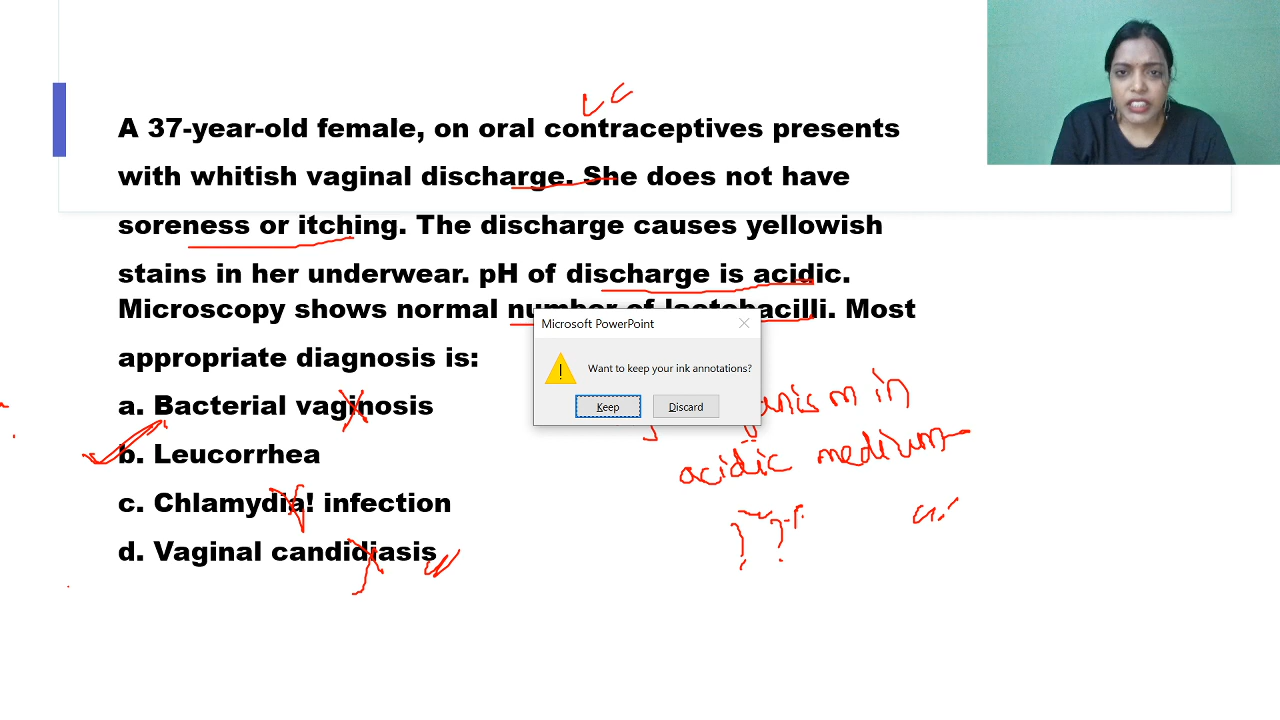 A 37-year-old female, on oral contraceptives presents
with whitish vaginal discharge. She does not have
soreness or itching. The discharge causes yellowish
stains in her underwear. pH of discharge is acidic.
Microscopy shows normal number of lactobacilli. Most
appropriate diagnosis is:
a. Bacterial vaginosis
b. Leucorrhea
c. Chlamydia! infection
d. Vaginal candidiasis
Microsoft PowerPoint
Want to keep your ink annotations?
Keep Discard
in
acidic medium